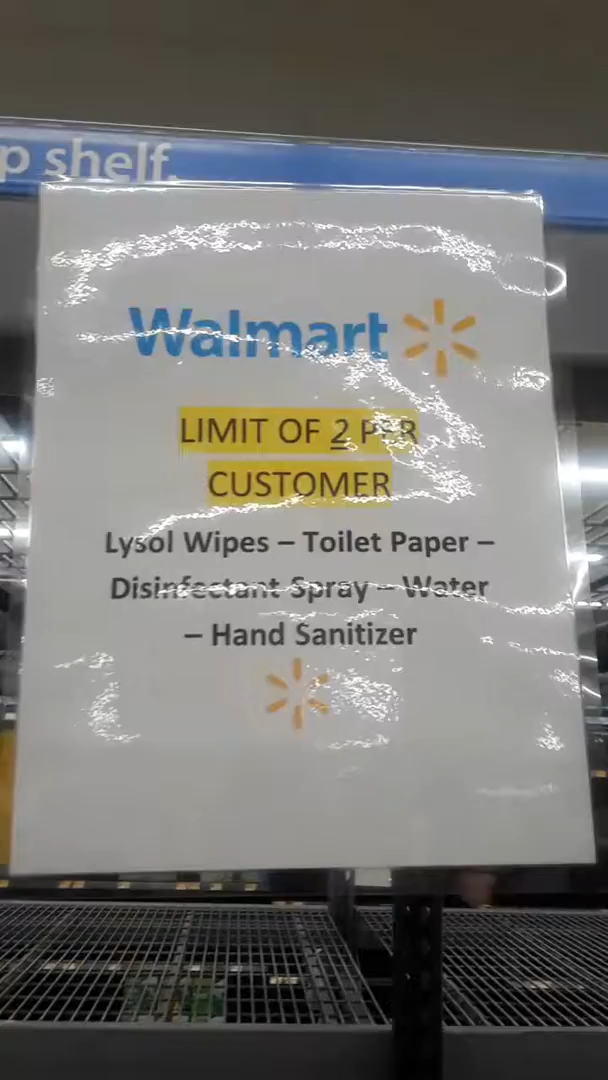 p shelf.
Walmart
LIMIT OF 2 PER
CUSTOMER
Lysol Wipes – Toilet Paper –
Disinfectant Spray – Water
– Hand Sanitizer